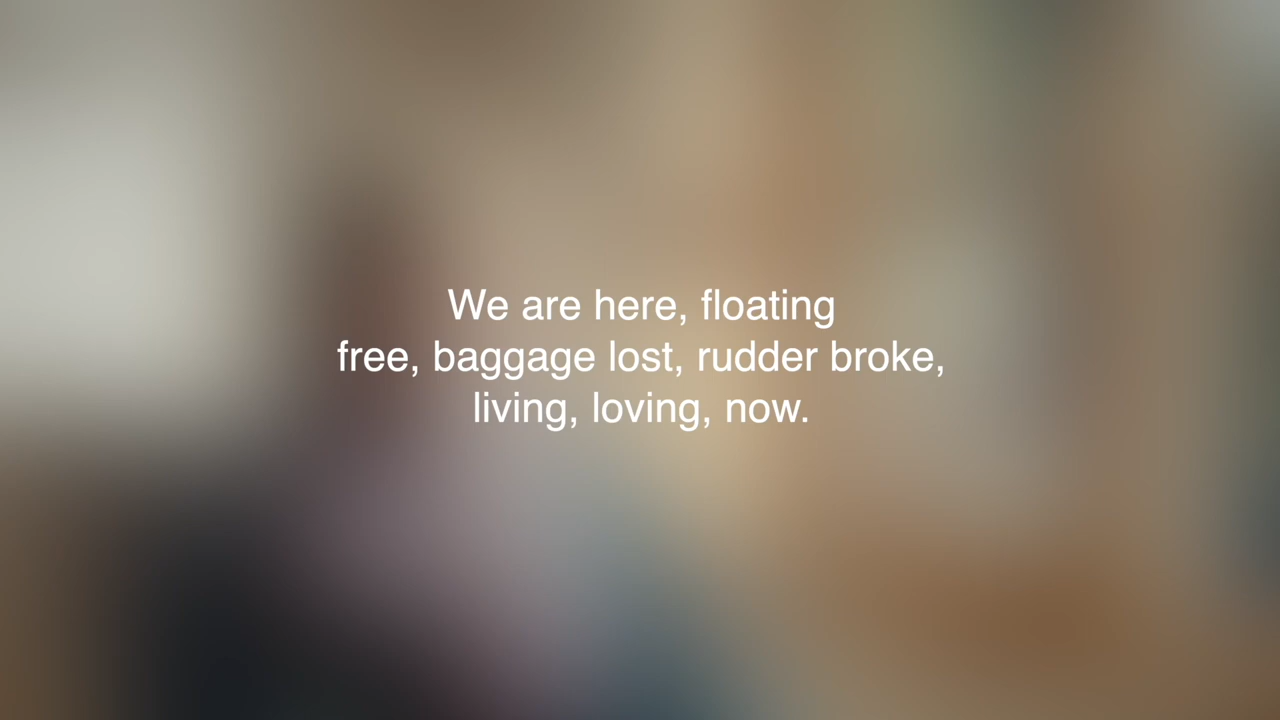 We are here, floating
free, baggage lost, rudder broke,
living, loving, now.